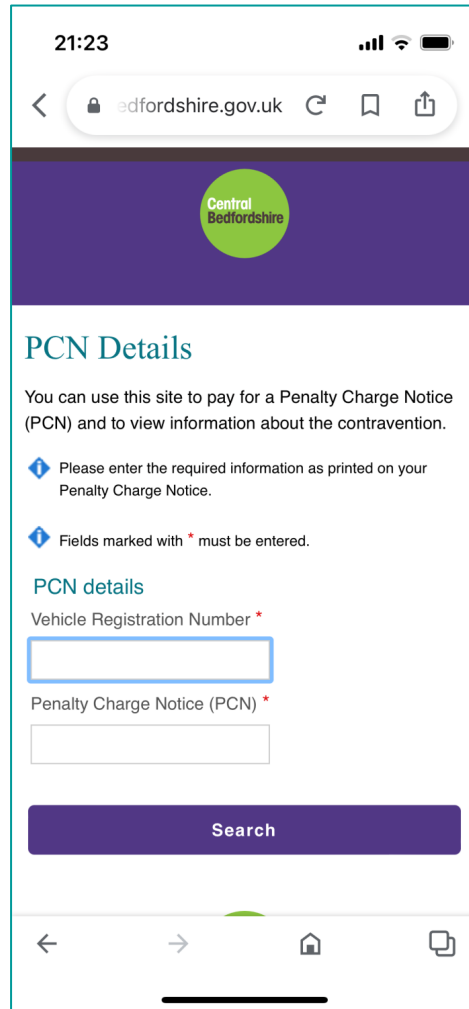 21:23
edfordshire.gov.uk
Central
Bedfordshire
PCN Details
You can use this site to pay for a Penalty Charge Notice
(PCN) and to view information about the contravention.
Please enter the required information as printed on your
Penalty Charge Notice.
Fields marked with * must be entered.
PCN details
Vehicle Registration Number *
Penalty Charge Notice (PCN) *
Search